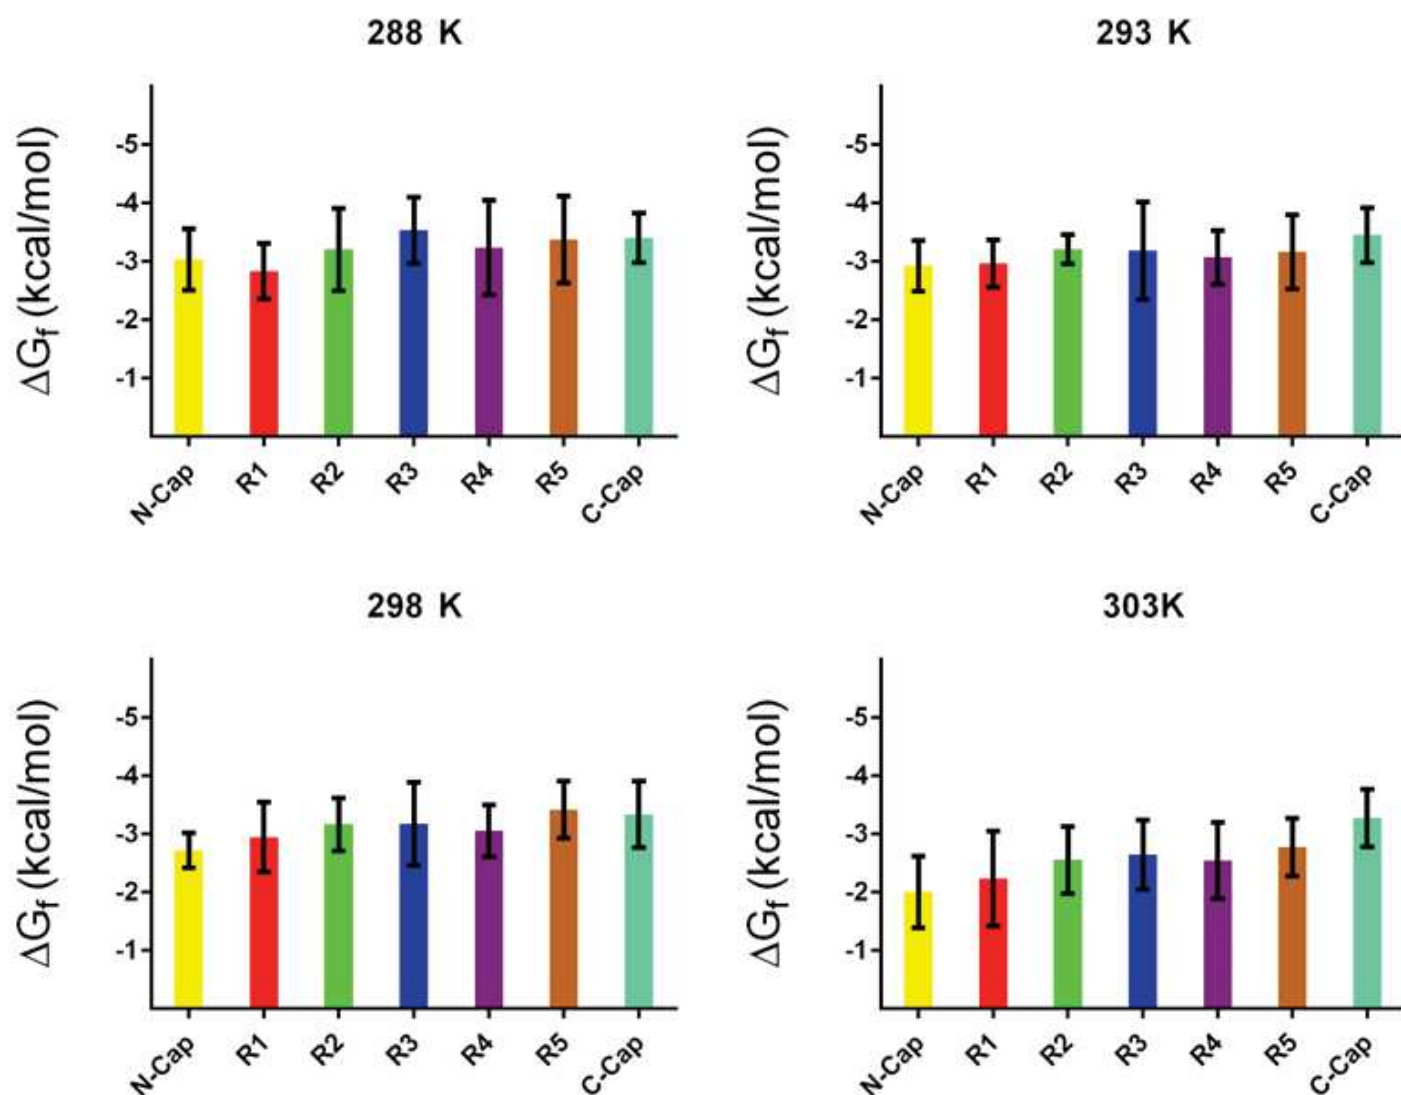 288 K
ΔGf (kcal/mol)
-5
-4
-3
-2
-1
N-Cap R1 R2 R3 R4 R5 C-Cap
293 K
ΔGf (kcal/mol)
-5
-4
-3
-2
-1
N-Cap R1 R2 R3 R4 R5 C-Cap
298 K
ΔGf (kcal/mol)
-5
-4
-3
-2
-1
N-Cap R1 R2 R3 R4 R5 C-Cap
303K
ΔGf (kcal/mol)
-5
-4
-3
-2
-1
N-Cap R1 R2 R3 R4 R5 C-Cap